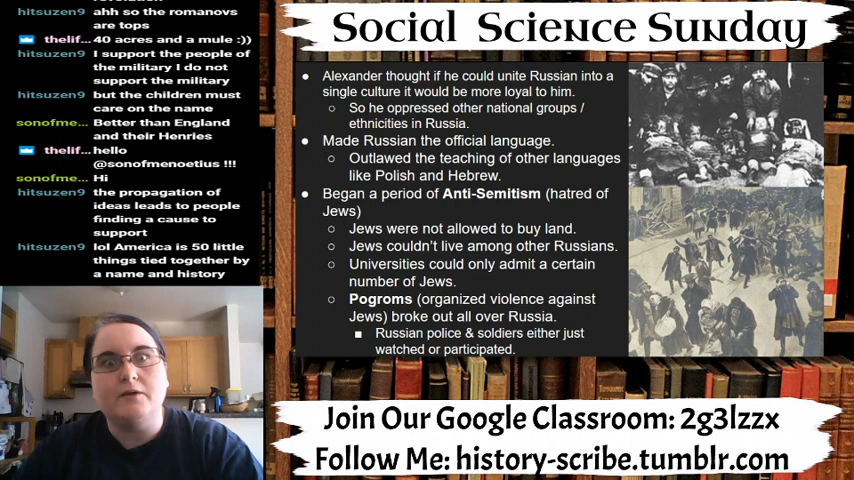 revolution
hitsuzen9 ahh so the romanovs
are tops
thelif... 40 acres and a mule :))
hitsuzen9 I support the people of
the military I do not
support the military
hitsuzen9 but the children must
care on the name
sonofme... Better than England
and their Henries
thelif... hello
@sonofmenoetius !!!
sonofme... Hi
hitsuzen9 the propagation of
ideas leads to people
finding a cause to
support
hitsuzen9 lol America is 50 little
things tied together by
a name and history
Social Science Sunday
● Alexander thought if he could unite Russian into a
single culture it would be more loyal to him.
○ So he oppressed other national groups /
ethnicities in Russia.
● Made Russian the official language.
○ Outlawed the teaching of other languages
like Polish and Hebrew.
● Began a period of Anti-Semitism (hatred of
Jews)
○ Jews were not allowed to buy land.
○ Jews couldn't live among other Russians.
○ Universities could only admit a certain
number of Jews.
○ Pogroms (organized violence against
Jews) broke out all over Russia.
■ Russian police & soldiers either just
watched or participated.
Join Our Google Classroom: 2g3lzzx
Follow Me: history-scribe.tumblr.com